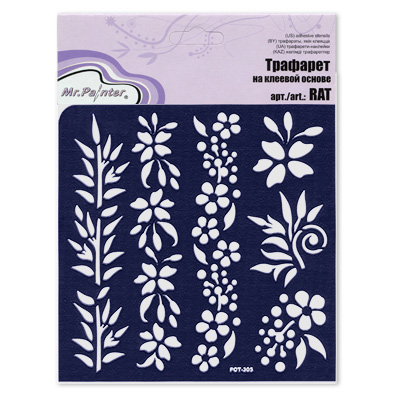 (US) adhesive stencils
(BY) трафарэты, якія клеяцца
(UA) трафарети-наклейки
(KAZ) желімді трафареттер
Трафарет
на клеевой основе
арт./art.: RAT
Mr.Painter®
POT-303